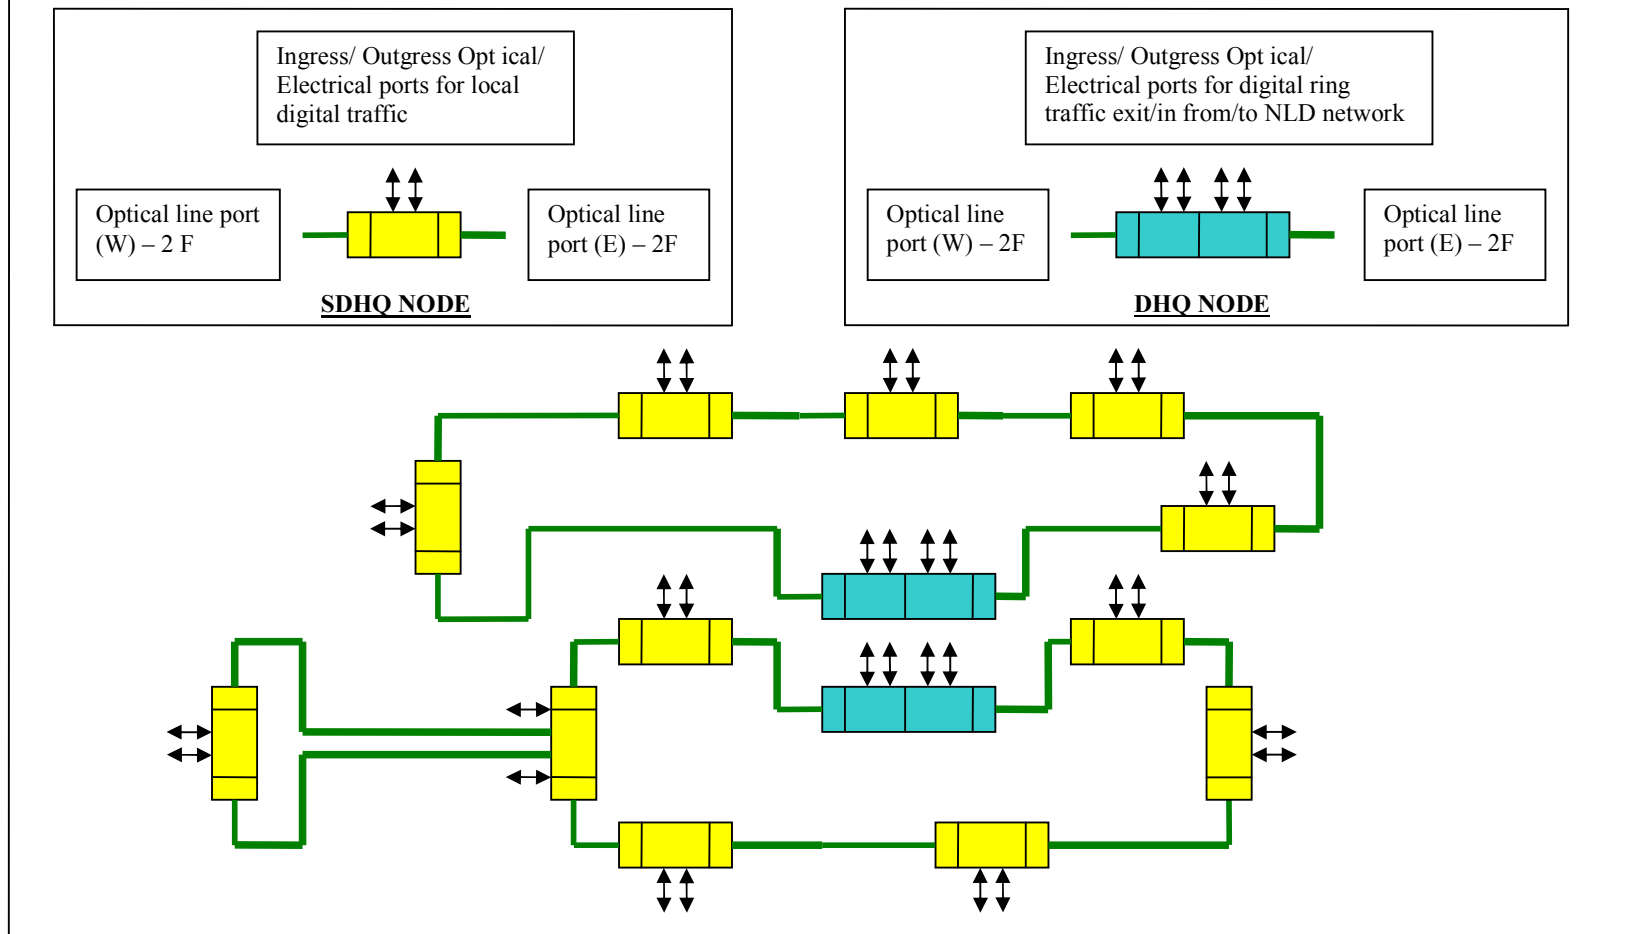 Ingress/ Outgress Opt ical/
Electrical ports for local
digital traffic
Optical line port
(W) – 2 F
Optical line
port (E) – 2F
SDHQ NODE
Ingress/ Outgress Opt ical/
Electrical ports for digital ring
traffic exit/in from/to NLD network
Optical line
port (W) – 2F
Optical line
port (E) – 2F
DHQ NODE